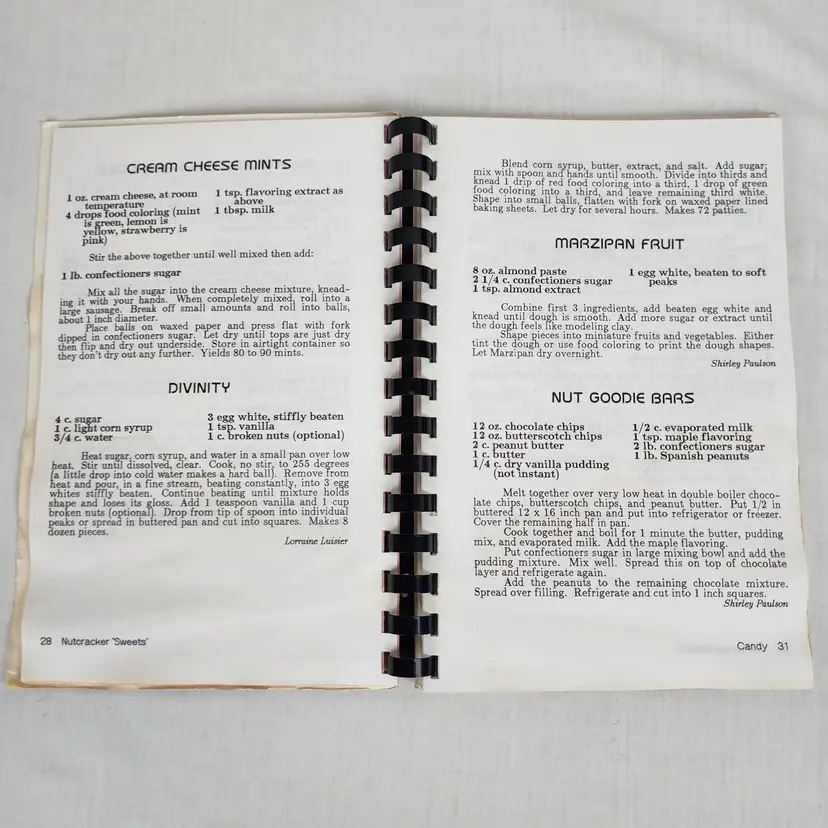 CREAM CHEESE MINTS
1 oz. cream cheese, at room
temperature
4 drops food coloring (mint
is green, lemon is
yellow, strawberry is
pink)
1 tsp. flavoring extract as
above
1 tbsp. milk
Stir the above together until well mixed then add:
1 lb. confectioners sugar
Mix all the sugar into the cream cheese mixture, knead-
ing it with your hands. When completely mixed, roll into a
large sausage. Break off small amounts and roll into balls,
about 1 inch diameter.
Place balls on waxed paper and press flat with fork
dipped in confectioners sugar. Let dry until tops are just dry
then flip and dry out underside. Store in airtight container so
they don't dry out any further. Yields 80 to 90 mints.
DIVINITY
4 c. sugar
1 c. light corn syrup
3/4 c. water
3 egg white, stiffly beaten
1 tsp. vanilla
1 c. broken nuts (optional)
Heat sugar, corn syrup, and water in a small pan over low
heat. Stir until dissolved, clear. Cook, no stir, to 255 degrees
(a little drop into cold water makes a hard ball). Remove from
heat and pour, in a fine stream, beating constantly, into 3 egg
whites stiffly beaten. Continue beating until mixture holds
shape and loses its gloss. Add 1 teaspoon vanilla and 1 cup
broken nuts (optional). Drop from tip of spoon into individual
peaks or spread in buttered pan and cut into squares. Makes 8
dozen pieces.
Lorraine Luisier
28 Nutcracker "Sweets"
Blend corn syrup, butter, extract, and salt. Add sugar;
mix with spoon and hands until smooth. Divide into thirds and
knead 1 drip of red food coloring into a third, 1 drop of green
food coloring into a third, and leave remaining third white.
Shape into small balls, flatten with fork on waxed paper lined
baking sheets. Let dry for several hours. Makes 72 patties.
MARZIPAN FRUIT
8 oz. almond paste
2 1/4 c. confectioners sugar
1 tsp. almond extract
1 egg white, beaten to soft
peaks
Combine first 3 ingredients, add beaten egg white and
knead until dough is smooth. Add more sugar or extract until
the dough feels like modeling clay.
Shape pieces into miniature fruits and vegetables. Either
tint the dough or use food coloring to print the dough shapes.
Let Marzipan dry overnight.
Shirley Paulson
NUT GOODIE BARS
12 oz. chocolate chips
12 oz. butterscotch chips
2 c. peanut butter
1 c. butter
1/4 c. dry vanilla pudding
(not instant)
1/2 c. evaporated milk
1 tsp. maple flavoring
2 lb. confectioners sugar
1 lb. Spanish peanuts
Melt together over very low heat in double boiler choco-
late chips, butterscotch chips, and peanut butter. Put 1/2 in
buttered 12 x 16 inch pan and put into refrigerator or freezer.
Cover the remaining half in pan.
Cook together and boil for 1 minute the butter, pudding
mix, and evaporated milk. Add the maple flavoring.
Put confectioners sugar in large mixing bowl and add the
pudding mixture. Mix well. Spread this on top of chocolate
layer and refrigerate again.
Add the peanuts to the remaining chocolate mixture.
Spread over filling. Refrigerate and cut into 1 inch squares.
Shirley Paulson
Candy 31